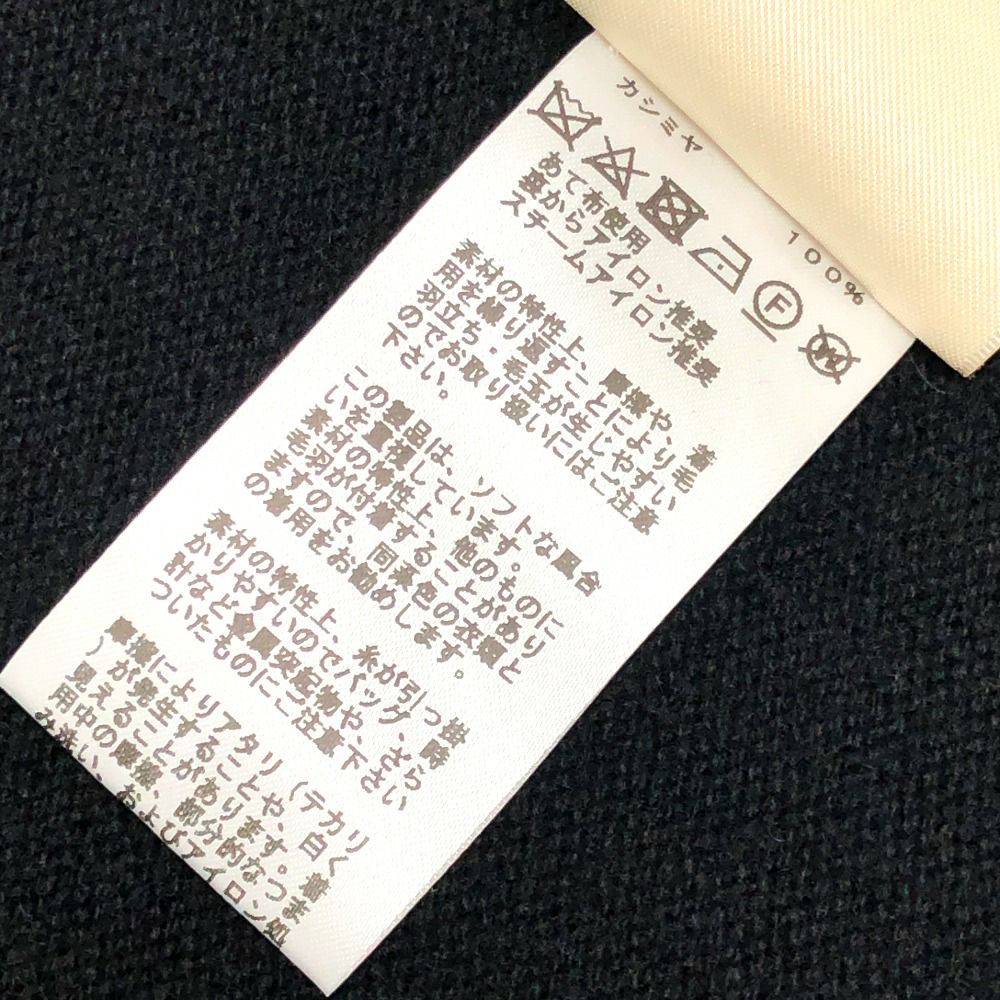 カシミヤ 100%
F
W
あて布使用
裏からアイロン推奨
スチームアイロン推奨
素材の特性上、摩擦や、着
用を繰り返すことにより毛
羽立ち・毛玉が生じやすい
のでお取り扱いにはご注意
下さい。
この製品は、ソフトな風合
いを重視しています。
素材の特性上、他のものに
毛羽が付着することがあり
ますので、同系色の衣類と
の着用をお勧めします。
素材の特性上、糸が引っ掛
かりやすいのでバッグ、時
計など金属突起物や、ざら
ついたものにご注意下さい
摩擦によりアタリ(テカリ
)が発生することや、白く
見えることがあります。着
用中の摩擦、部分的なつま
み洗い、およびアイロン処